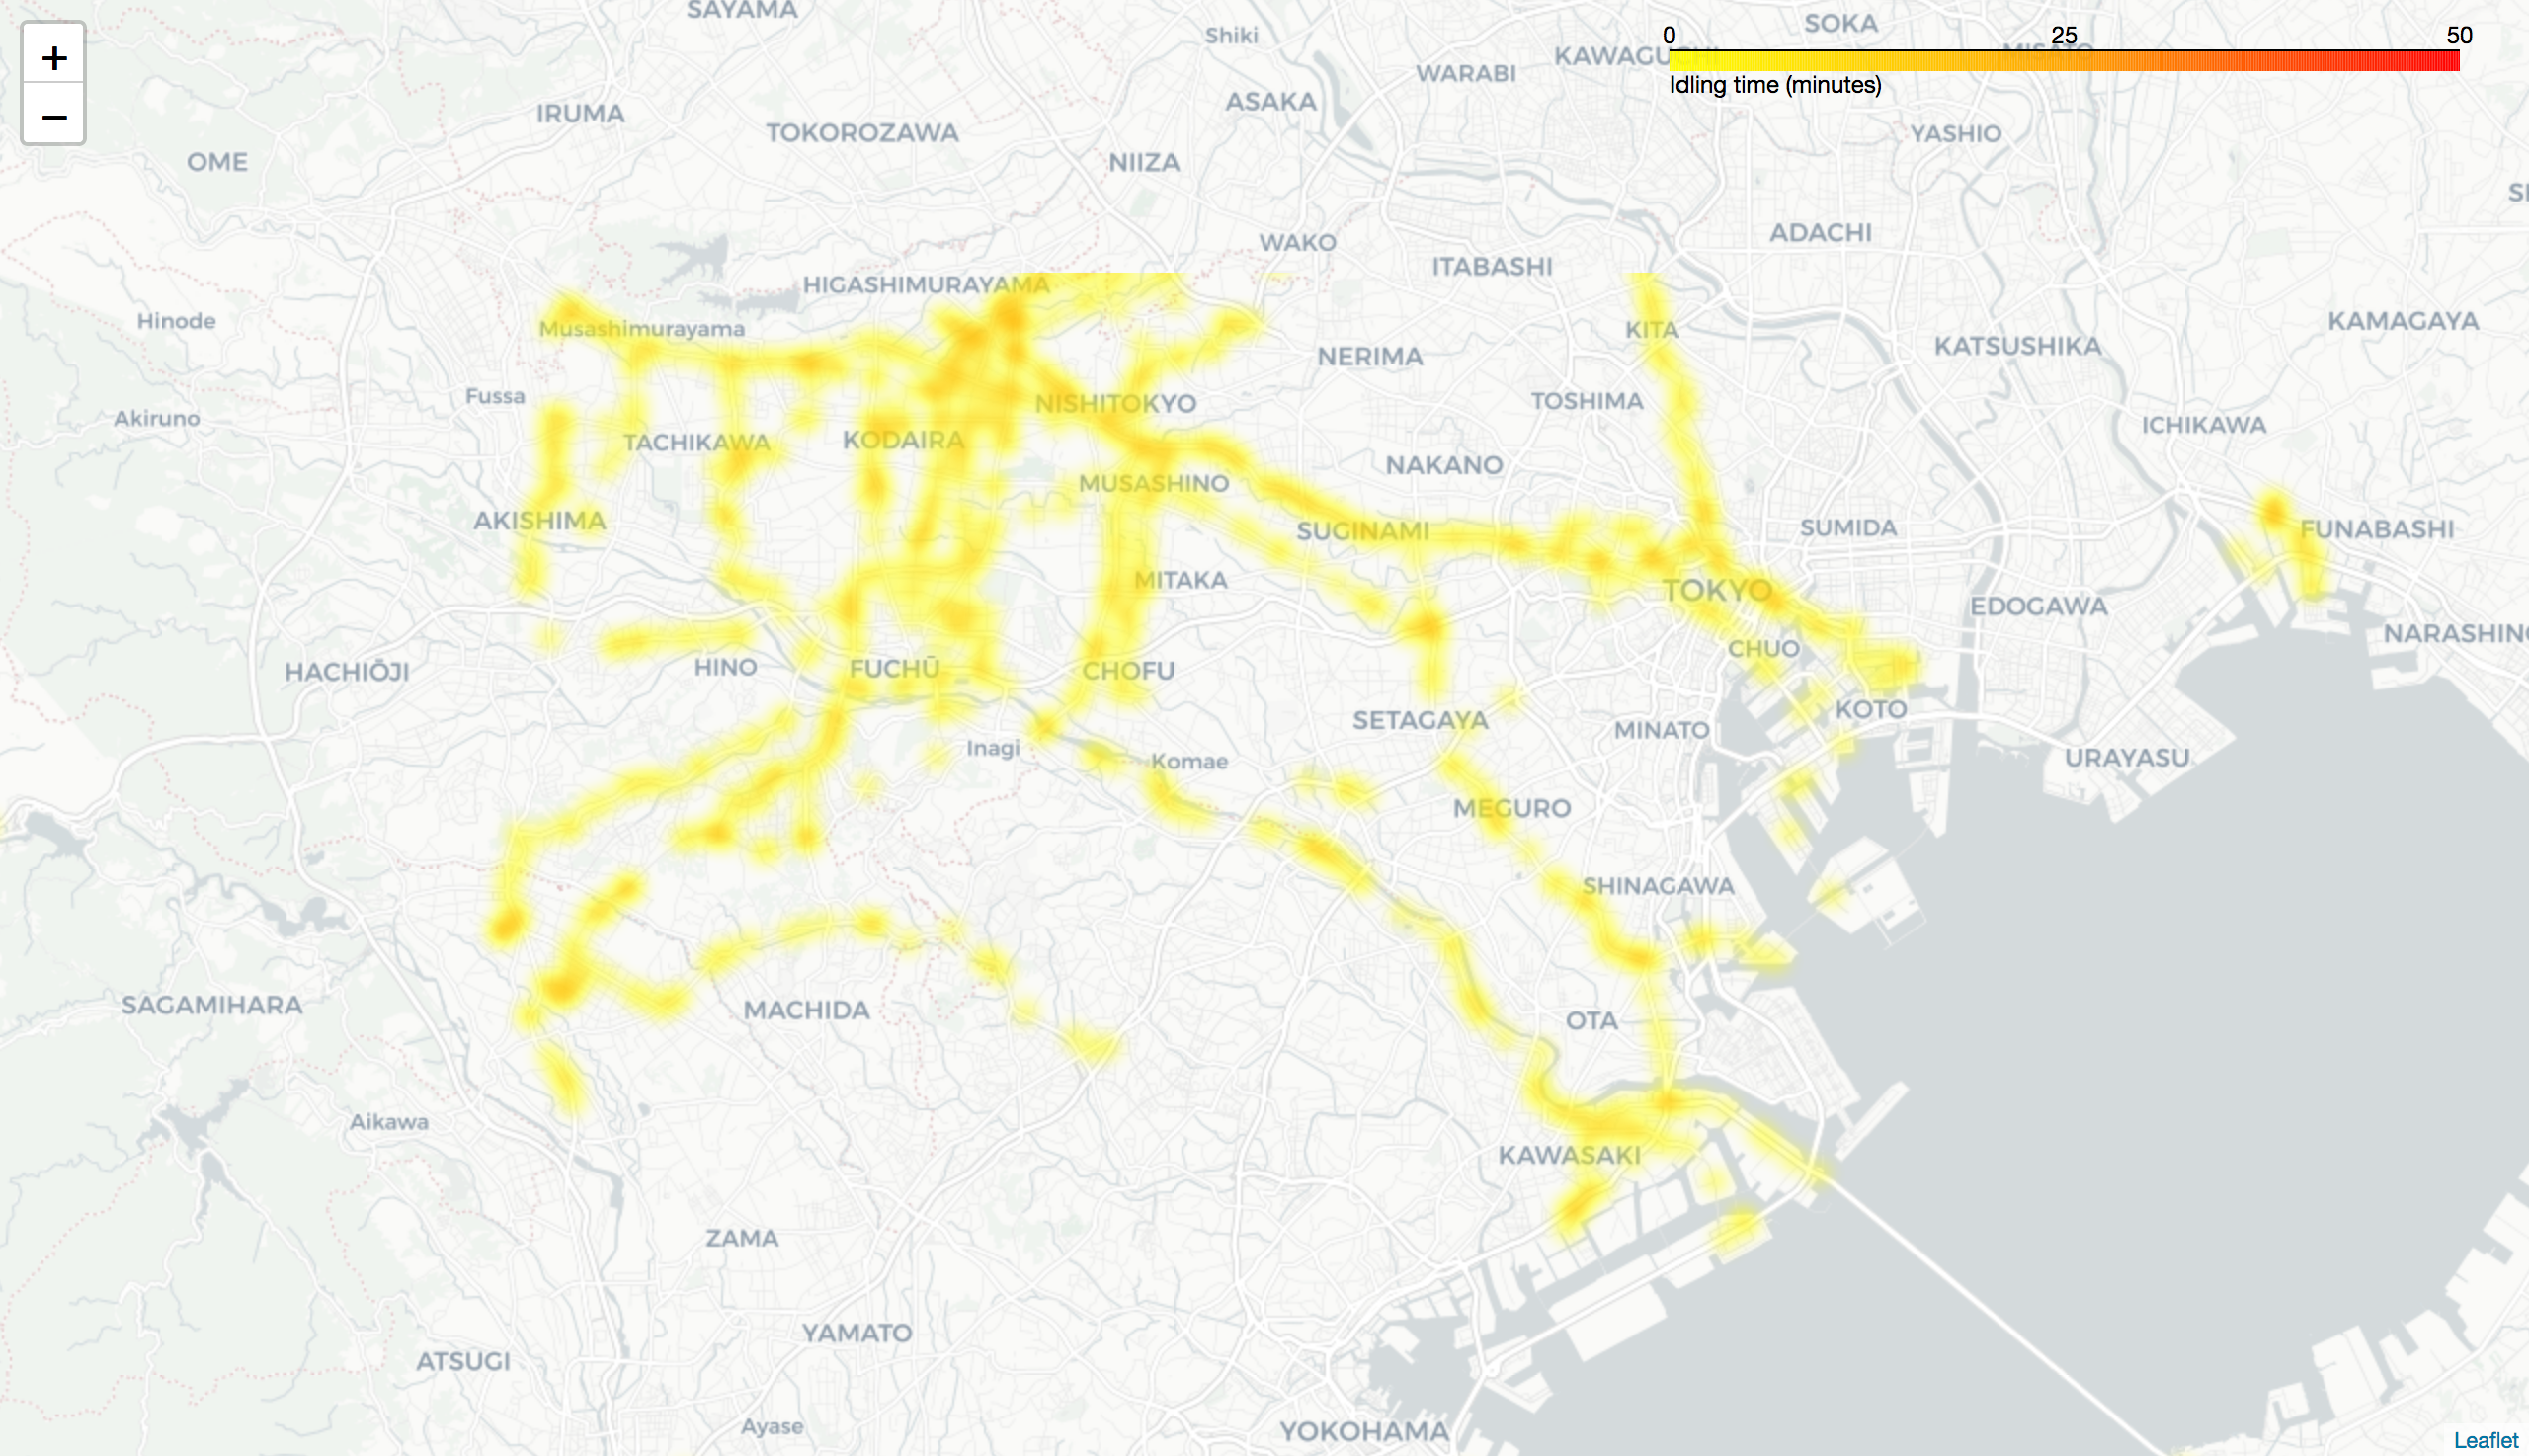 SAYAMA
SOKA
Shiki
0
25
50
+
WARABI
KAWAGUCHI
MISATO
Idling time (minutes)
ASAKA
IRUMA
−
TOKOROZAWA
YASHIO
OME
NIIZA
ADACHI
WAKO
ITABASHI
HIGASHIMURAYAMA
Hinode
Musashimurayama
KITA
KAMAGAYA
NERIMA
KATSUSHIKA
Fussa
NISHITOKYO
TOSHIMA
Akiruno
ICHIKAWA
TACHIKAWA
KODAIRA
NAKANO
MUSASHINO
AKISHIMA
SUGINAMI
SUMIDA
FUNABASHI
MITAKA
TOKYO
EDOGAWA
NARASHINO
CHUO
HACHIŌJI
HINO
FUCHŪ
CHOFU
KOTO
SETAGAYA
MINATO
Inagi
Komae
URAYASU
MEGURO
SHINAGAWA
SAGAMIHARA
MACHIDA
OTA
Aikawa
KAWASAKI
ZAMA
YAMATO
ATSUGI
Ayase
YOKOHAMA
Leaflet